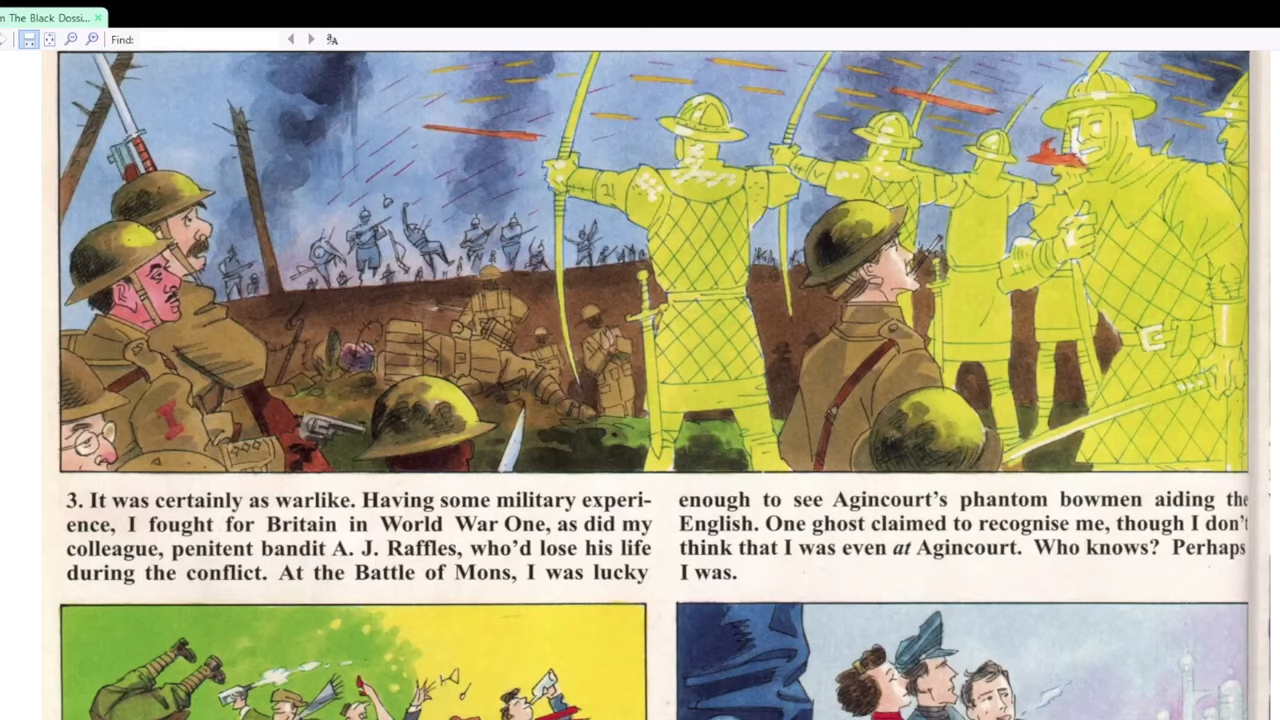 n The Black Dossi...
Find:
3. It was certainly as warlike. Having some military experi-
ence, I fought for Britain in World War One, as did my
colleague, penitent bandit A. J. Raffles, who'd lose his life
during the conflict. At the Battle of Mons, I was lucky
enough to see Agincourt's phantom bowmen aiding the
English. One ghost claimed to recognise me, though I don't
think that I was even at Agincourt. Who knows? Perhaps
I was.